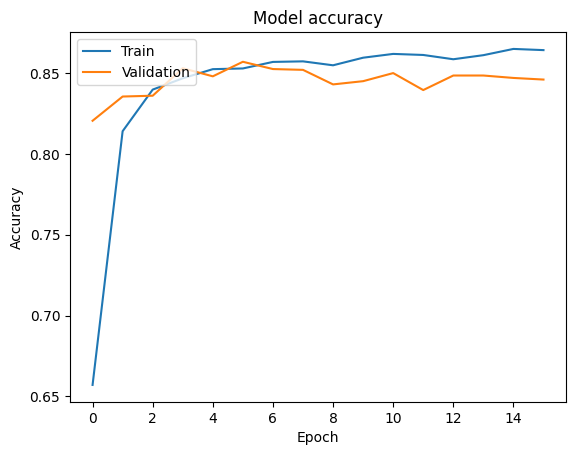 Model accuracy
Train
Validation
0.85
0.80
0.75
0.70
0.65
Accuracy
0 2 4 6 8 10 12 14
Epoch